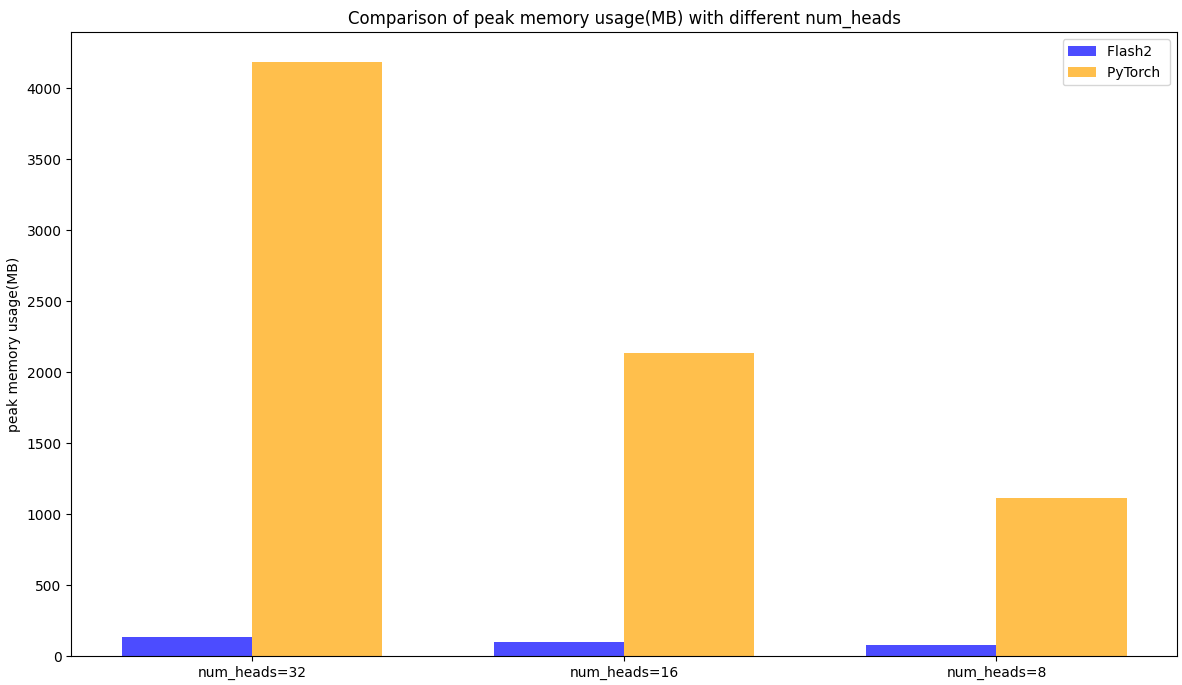 Comparison of peak memory usage(MB) with different num_heads
Flash2
PyTorch
peak memory usage(MB)
4000
3500
3000
2500
2000
1500
1000
500
0
num_heads=32
num_heads=16
num_heads=8